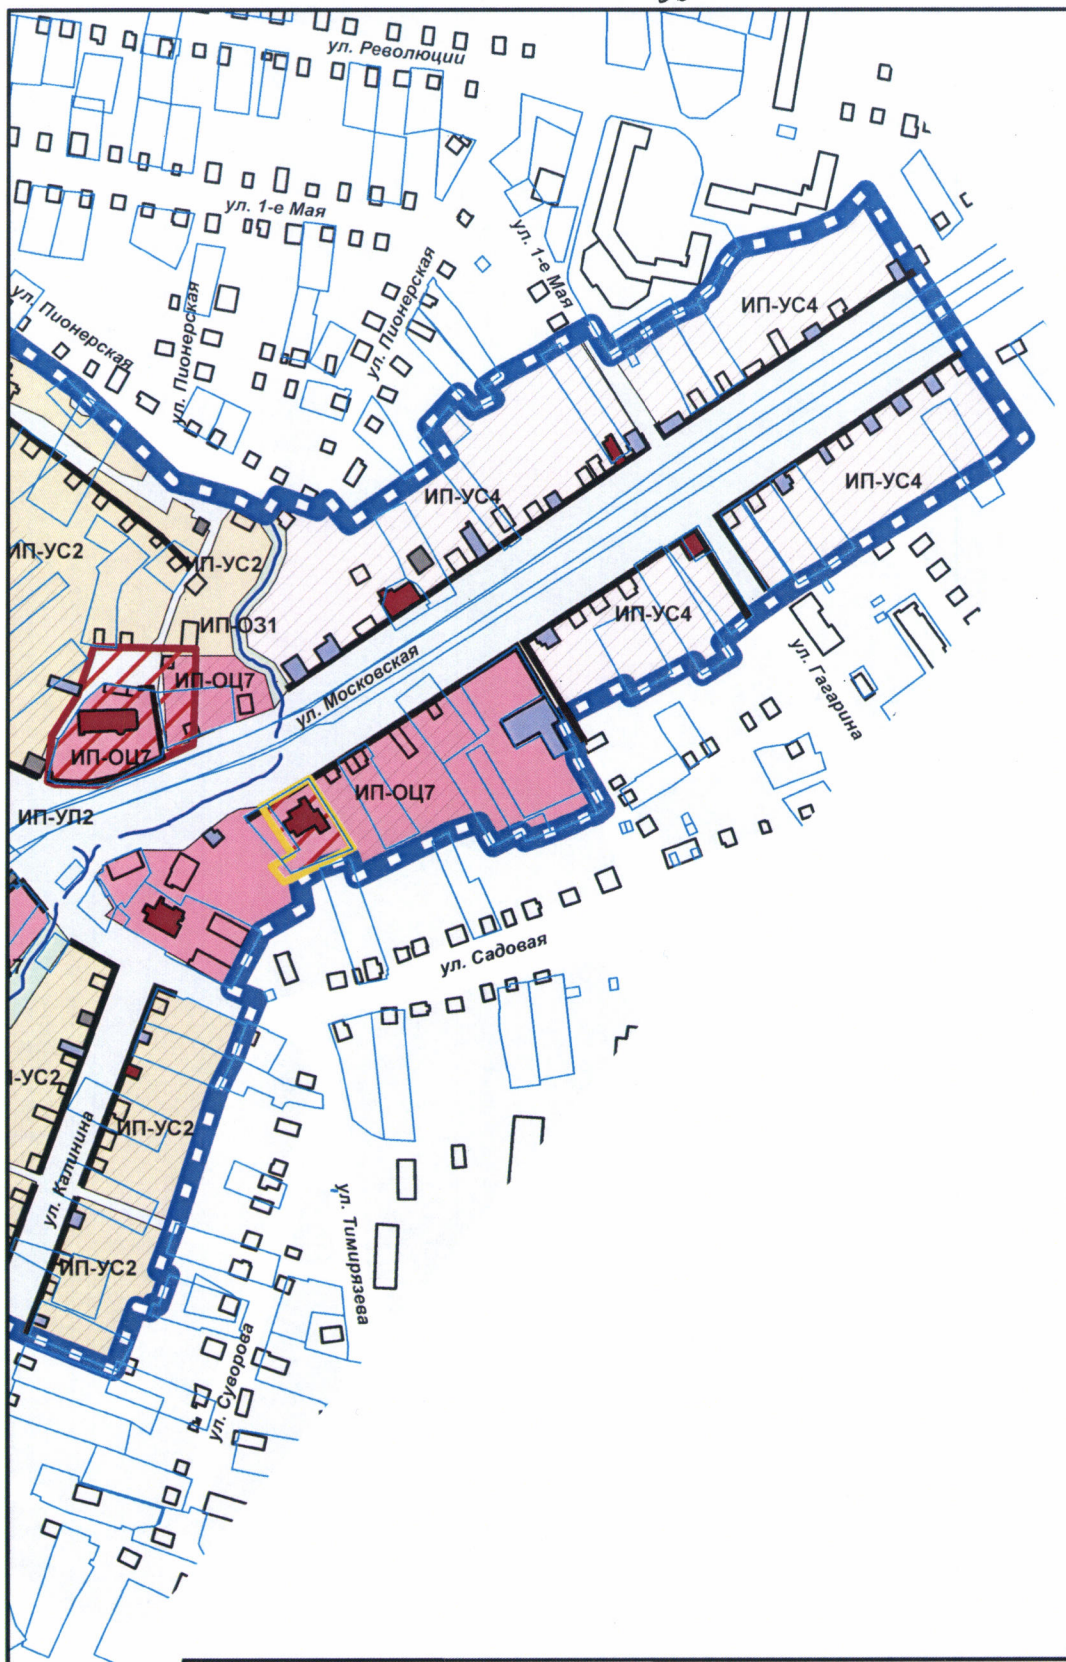 ул. Революции
ул. 1-е Мая
ул. 1-е Мая
ул. Пионерская
ул. Пионерская
ул. Пионерская
ИП-УС4
ИП-УС4
ИП-УС4
ИП-УС2
ИП-УС2
ИП-ОЗ1
ИП-УС4
ул. Гагарина
ИП-ОЦ7
ул. Московская
ИП-ОЦ7
ИП-ОЦ7
ИП-УП2
ул. Садовая
-УС2
ИП-УС2
ул. Калинина
ул. Тимирязева
ИП-УС2
ул. Суворова